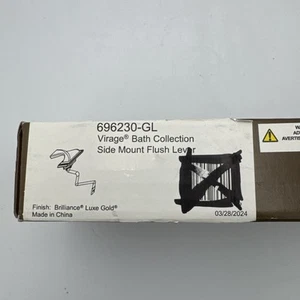 696230-GL
Virage® Bath Collection
Side Mount Flush Lever
Finish: Brilliance® Luxe Gold®
Made in China
03/28/2024